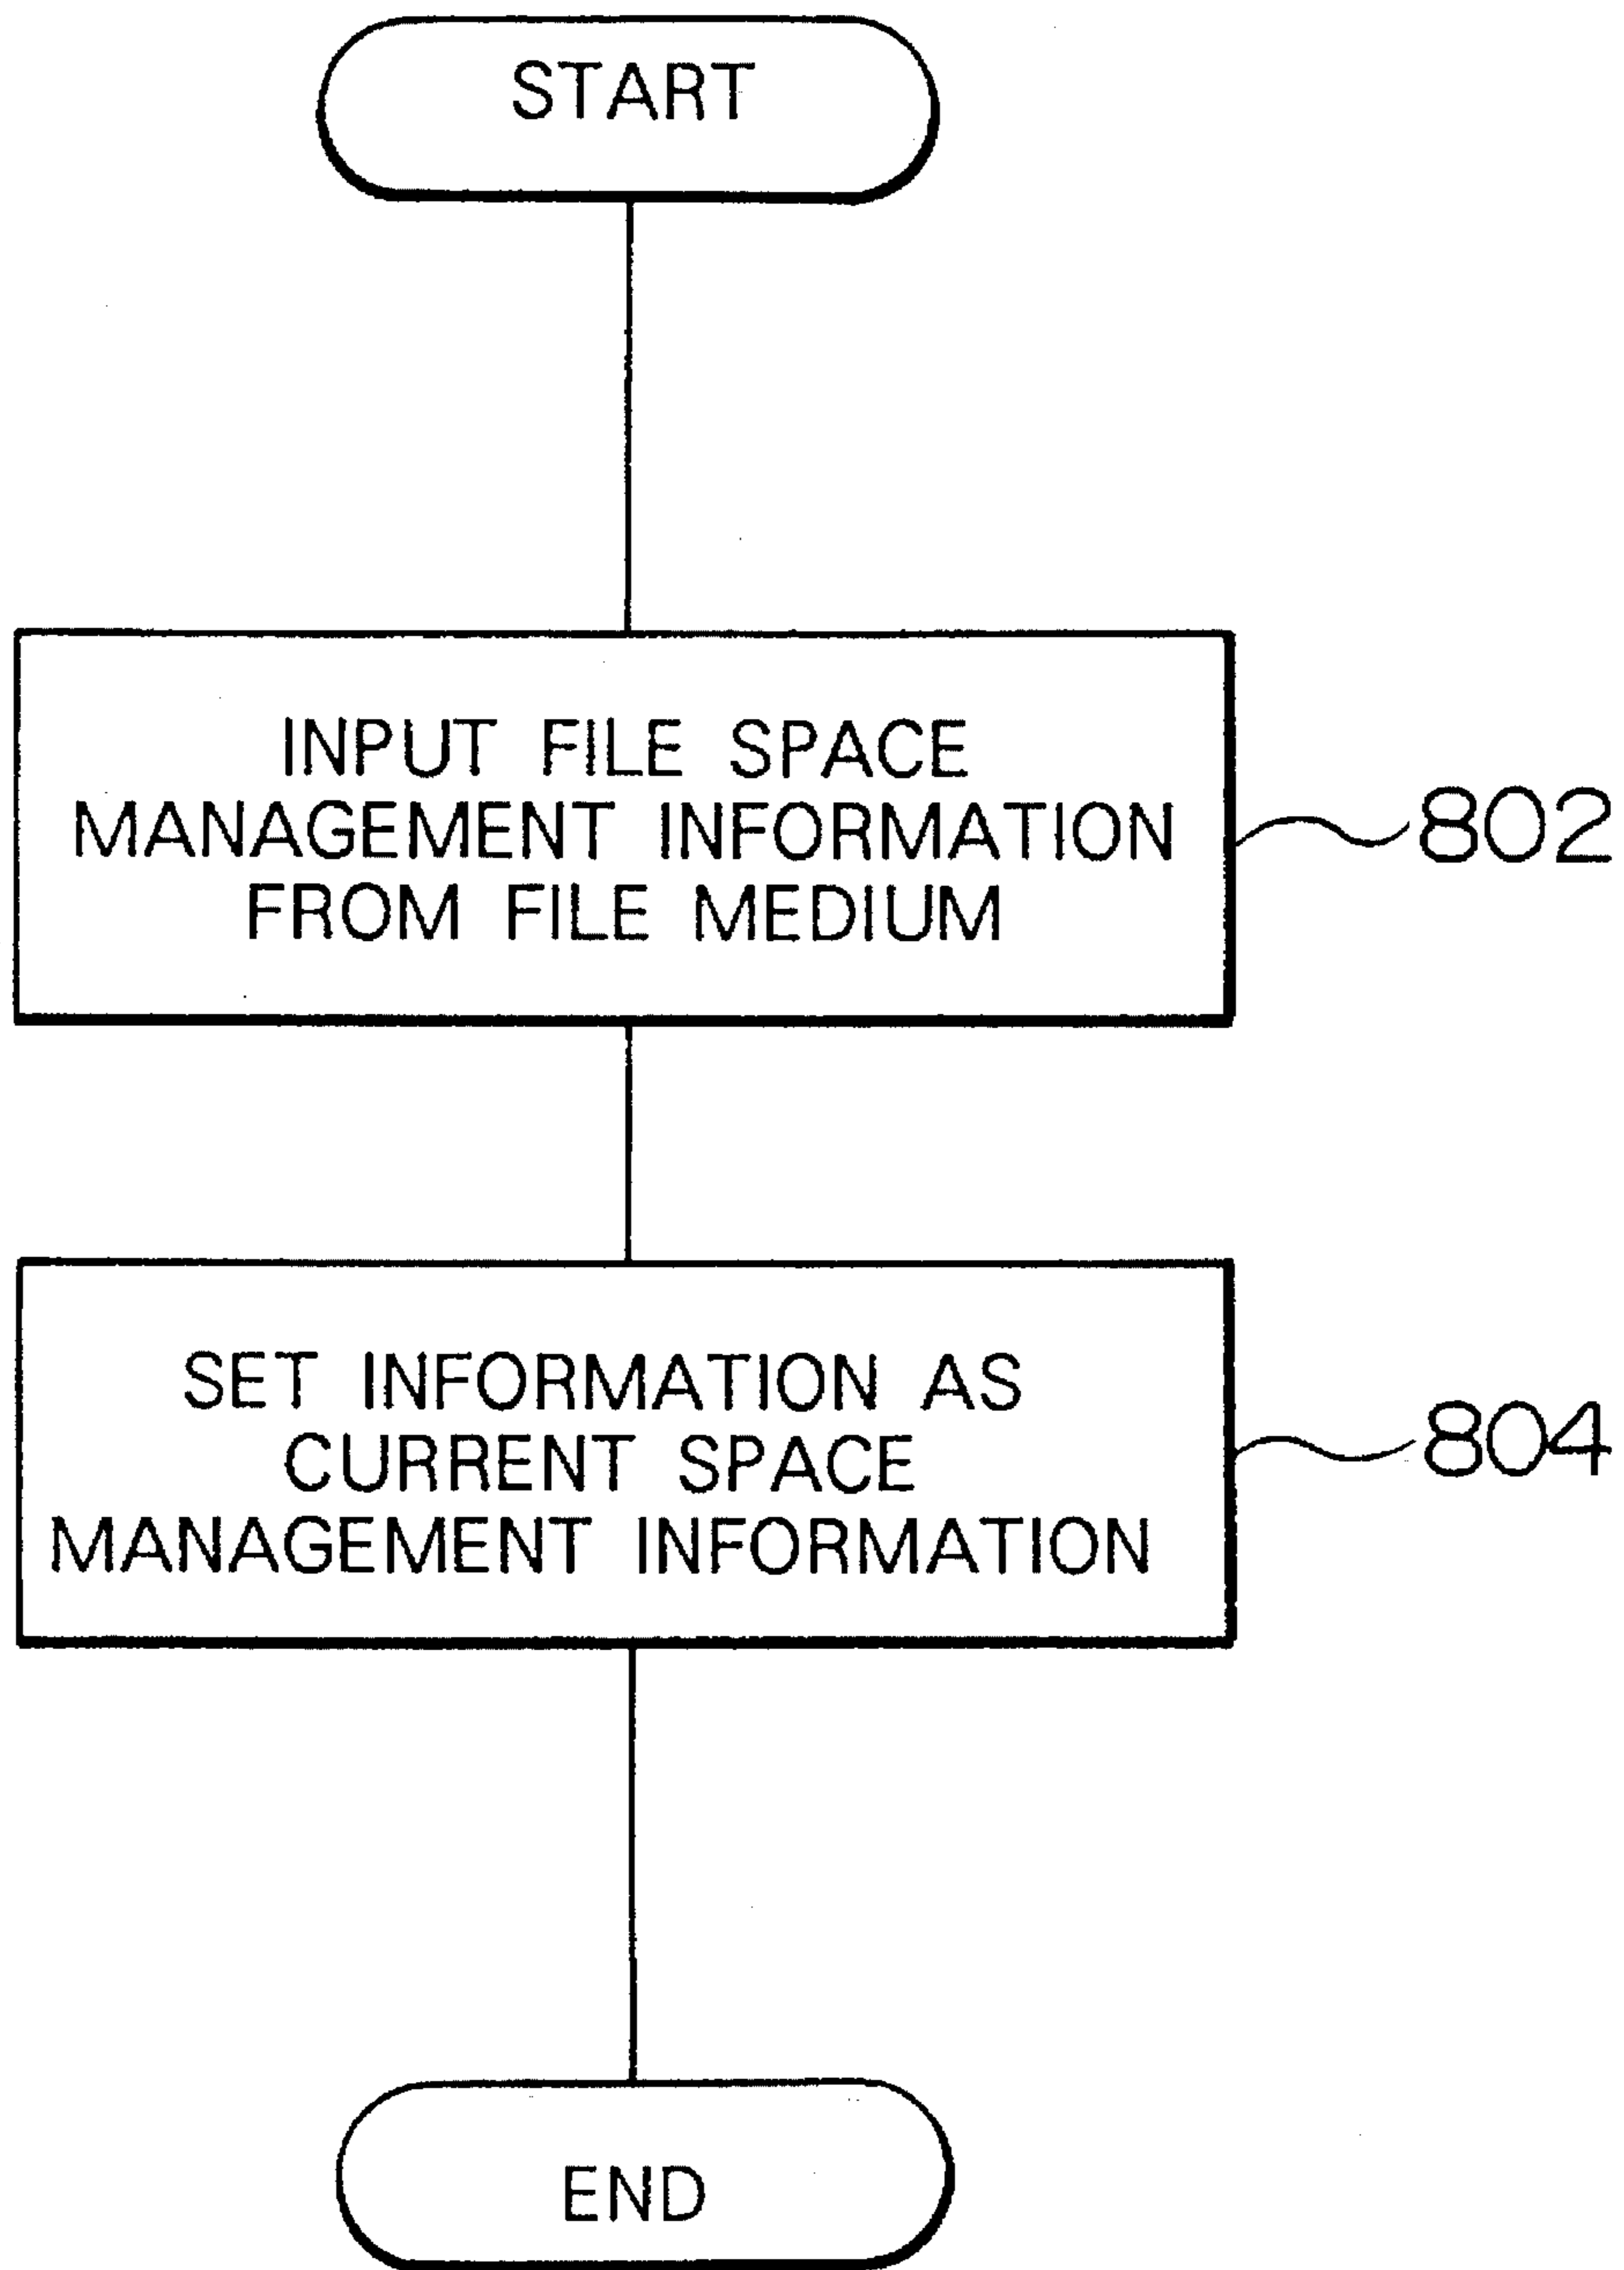 START
INPUT FILE SPACE
MANAGEMENT INFORMATION
FROM FILE MEDIUM
802
SET INFORMATION AS
CURRENT SPACE
MANAGEMENT INFORMATION
804
END